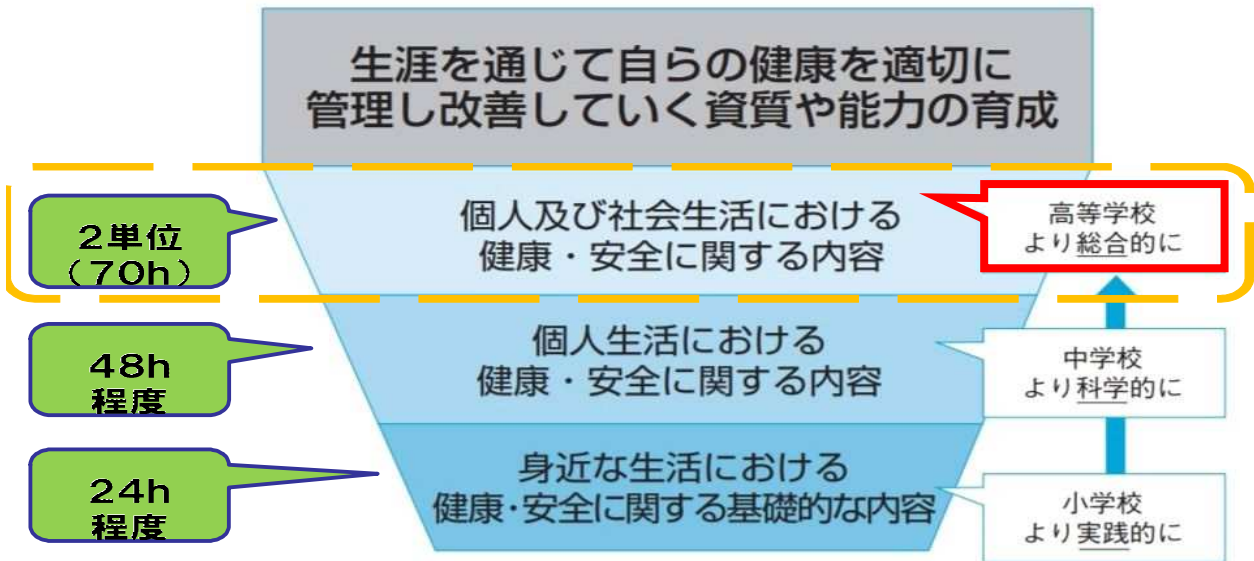 生涯を通じて自らの健康を適切に
管理し改善していく資質や能力の育成
2単位
（70h）
個人及び社会生活における
健康・安全に関する内容
高等学校
より総合的に
48h
程度
個人生活における
健康・安全に関する内容
中学校
より科学的に
24h
程度
身近な生活における
健康・安全に関する基礎的な内容
小学校
より実践的に